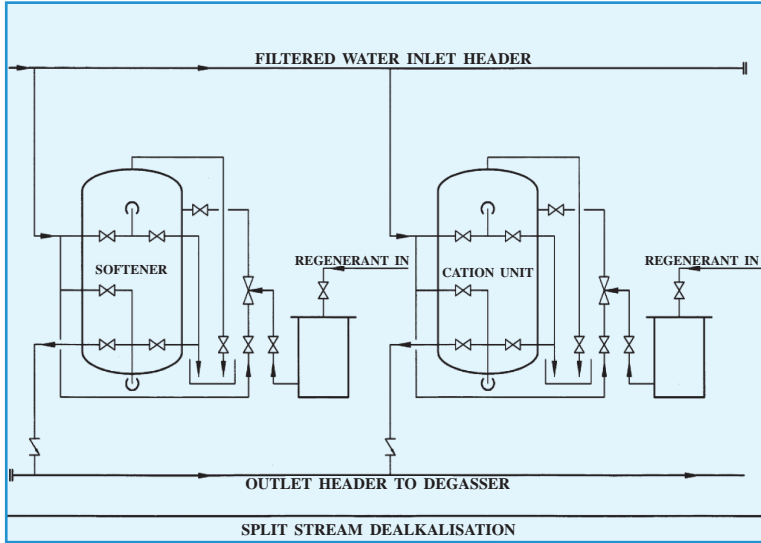 FILTERED WATER INLET HEADER
REGENERANT IN
REGENERANT IN
SOFTENER
CATION UNIT
OUTLET HEADER TO DEGASSER
SPLIT STREAM DEALKALISATION